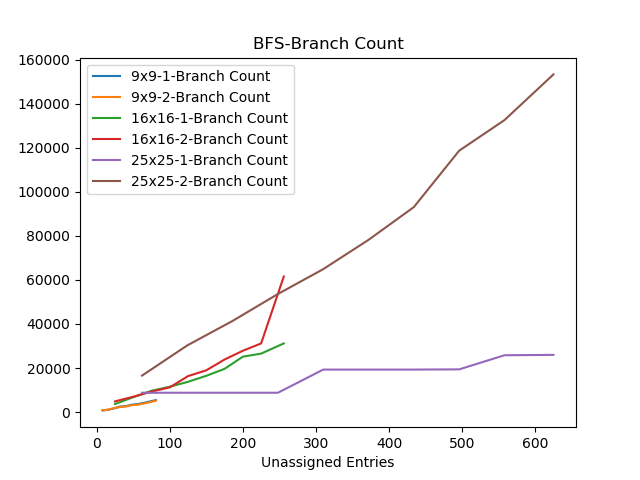 BFS-Branch Count
160000
140000
120000
100000
80000
60000
40000
20000
0
9x9-1-Branch Count
9x9-2-Branch Count
16x16-1-Branch Count
16x16-2-Branch Count
25x25-1-Branch Count
25x25-2-Branch Count
0 100 200 300 400 500 600
Unassigned Entries